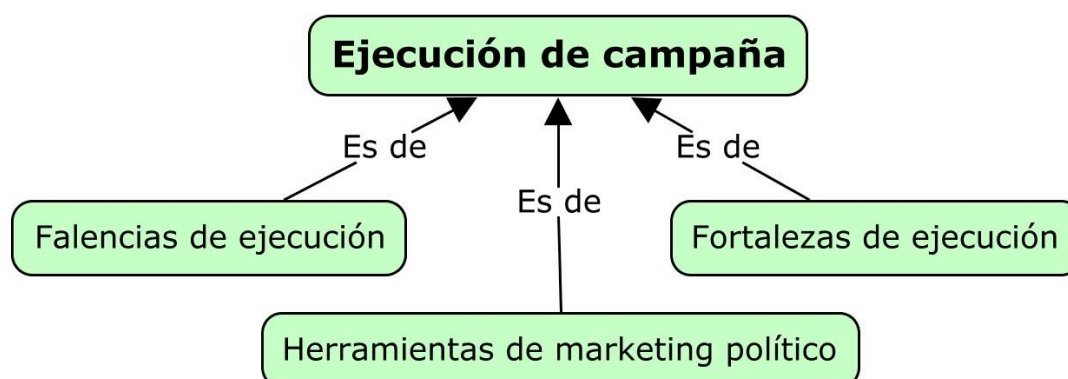 Ejecución de campaña
Es de
Es de
Es de
Falencias de ejecución
Fortalezas de ejecución
Herramientas de marketing político